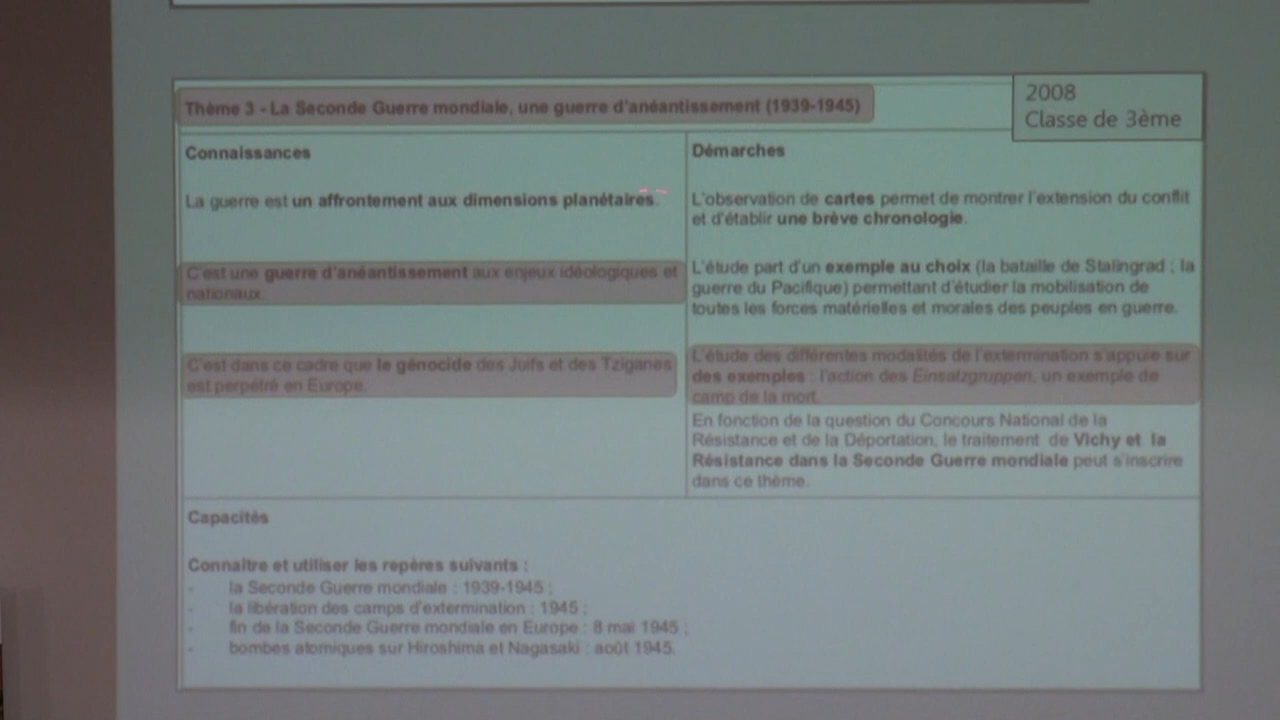 Thème 3 - La Seconde Guerre mondiale, une guerre d'anéantissement (1939-1945)
2008
Classe de 3ème
Connaissances
La guerre est un affrontement aux dimensions planétaires.
C'est une guerre d'anéantissement aux enjeux idéologiques et
nationaux.
C'est dans ce cadre que le génocide des Juifs et des Tziganes
est perpétré en Europe.
Démarches
L'observation de cartes permet de montrer l'extension du conflit
et d'établir une brève chronologie.
L'étude part d'un exemple au choix (la bataille de Stalingrad ; la
guerre du Pacifique) permettant d'étudier la mobilisation de
toutes les forces matérielles et morales des peuples en guerre.
L'étude des différentes modalités de l'extermination s'appuie sur
des exemples : l'action des Einsatzgruppen, un exemple de
camp de la mort.
En fonction de la question du Concours National de la
Résistance et de la Déportation, le traitement de Vichy et la
Résistance dans la Seconde Guerre mondiale peut s'inscrire
dans ce thème.
Capacités
Connaître et utiliser les repères suivants :
- la Seconde Guerre mondiale : 1939-1945 ;
- la libération des camps d'extermination : 1945 ;
- fin de la Seconde Guerre mondiale en Europe : 8 mai 1945 ;
- bombes atomiques sur Hiroshima et Nagasaki : août 1945.